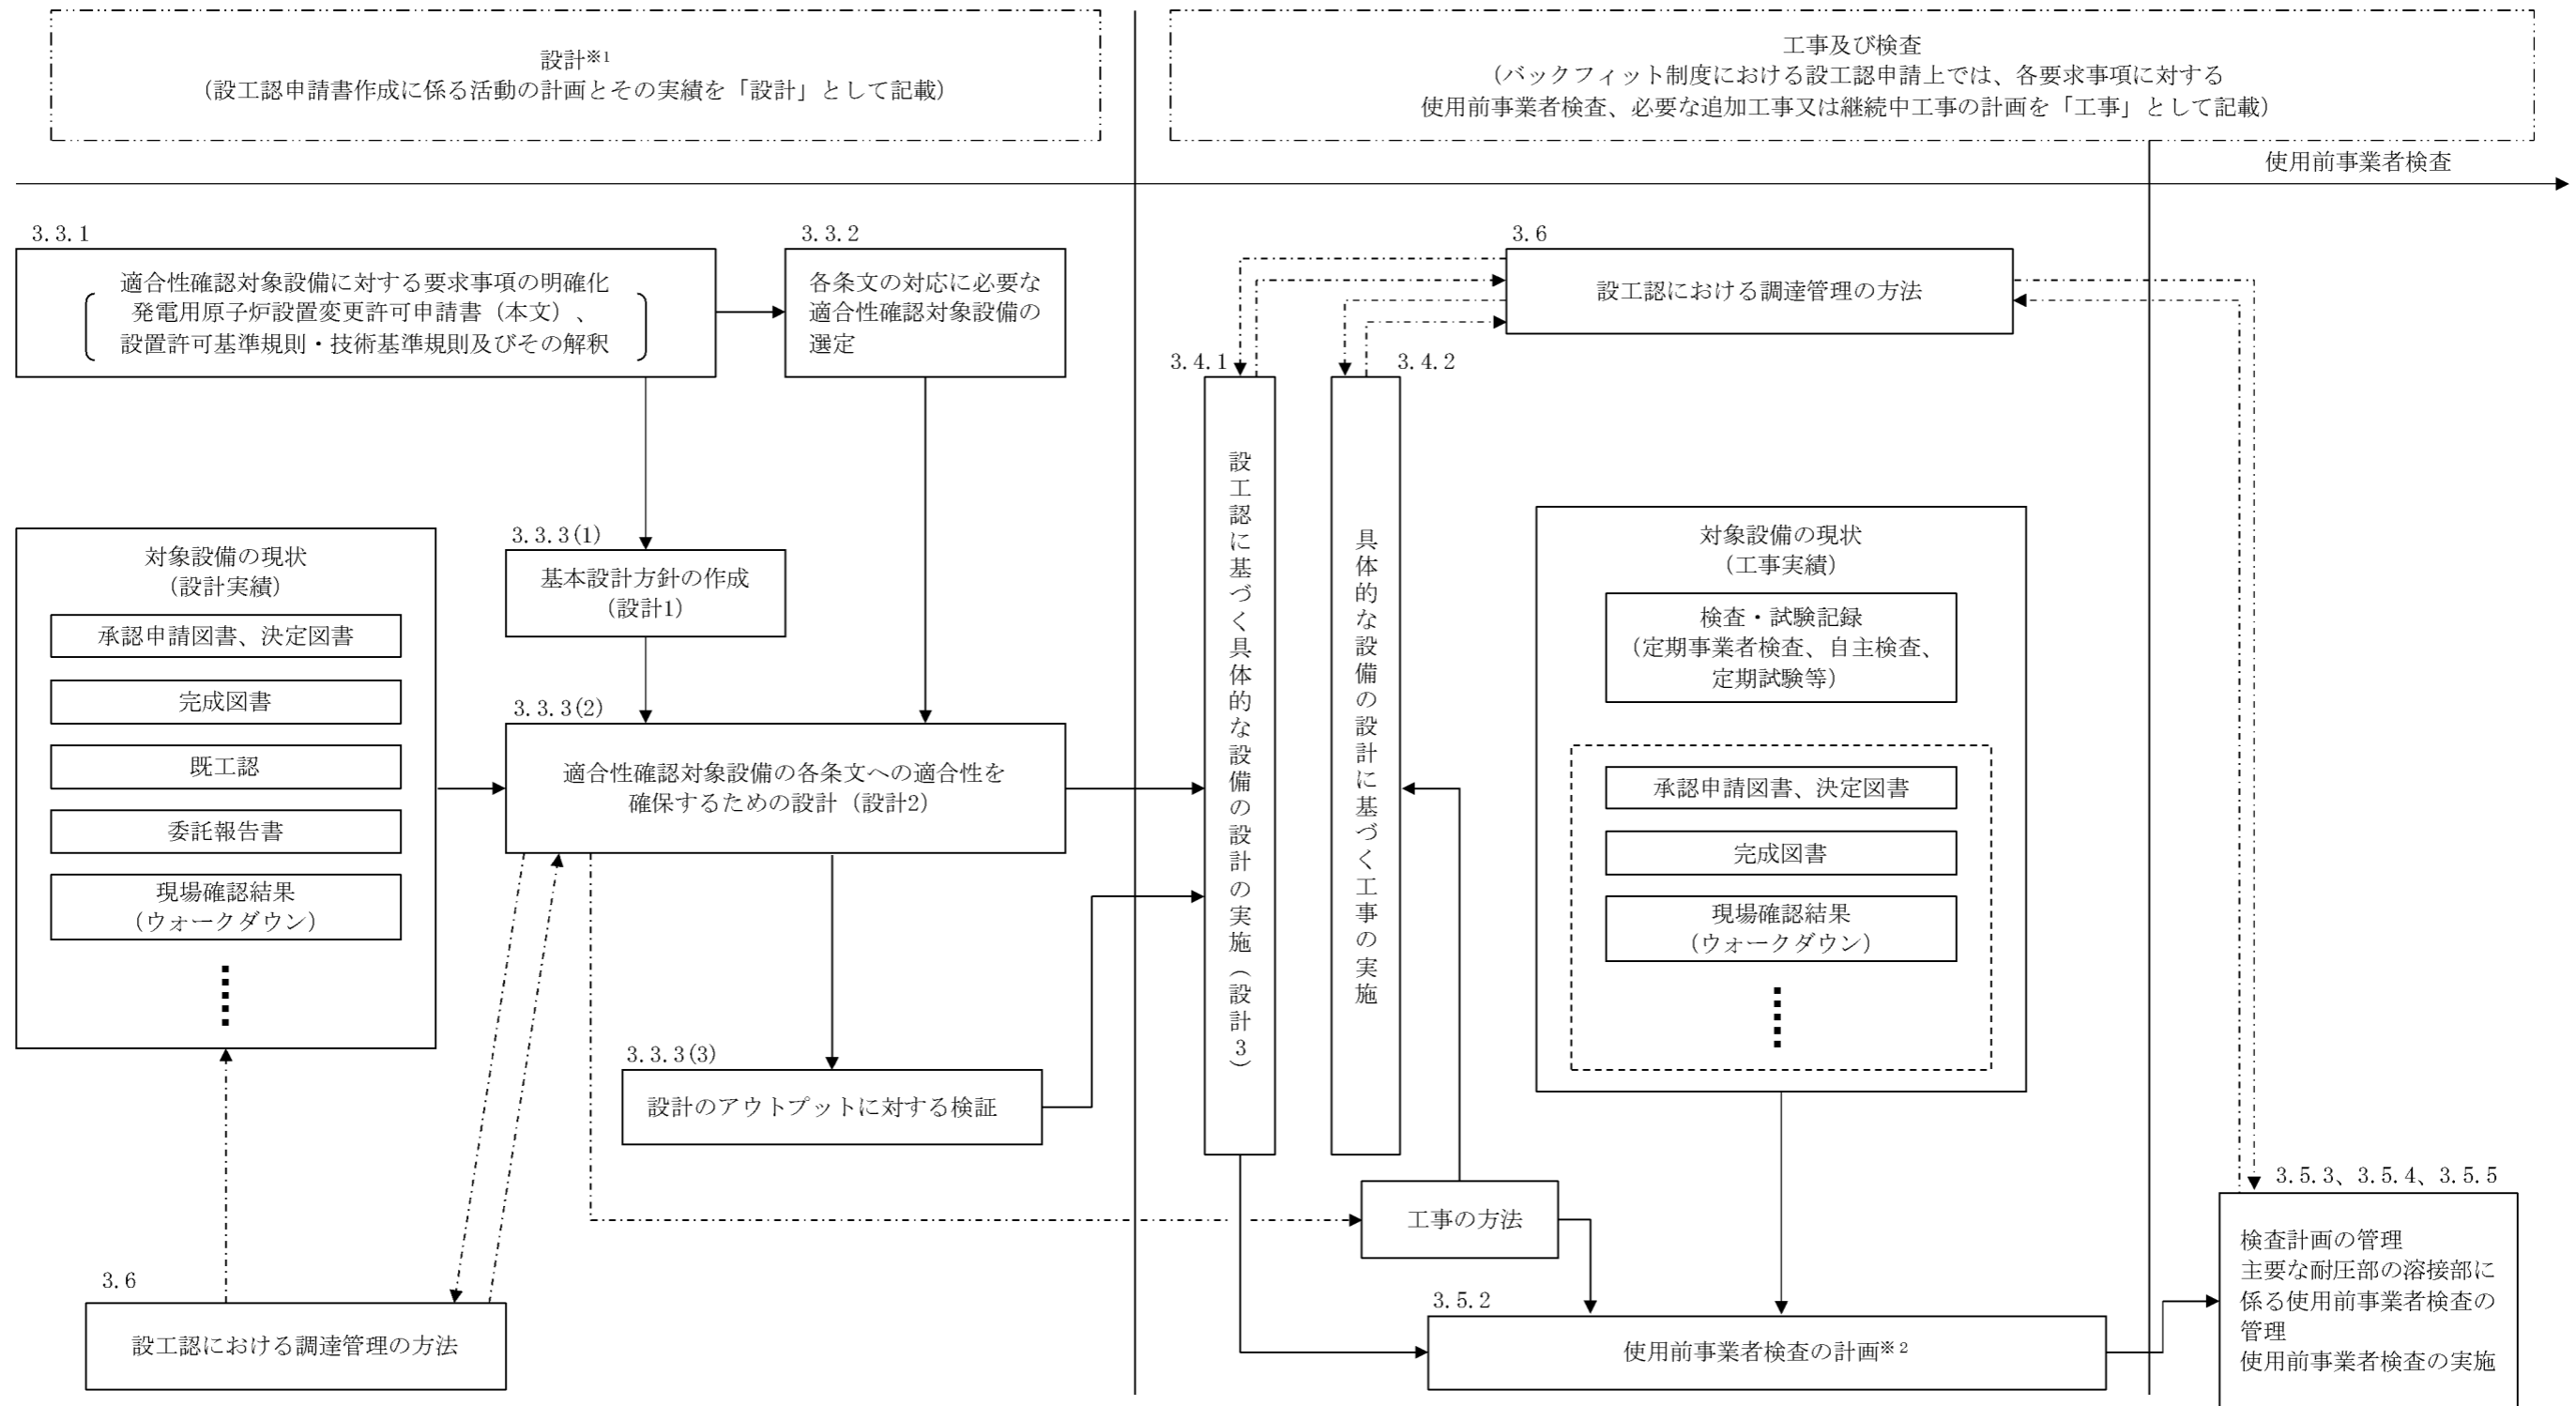 設計※1
（設工認申請書作成に係る活動の計画とその実績を「設計」として記載）
工事及び検査
（バックフィット制度における設工認申請上では、各要求事項に対する
使用前事業者検査、必要な追加工事又は継続中工事の計画を「工事」として記載）
使用前事業者検査
3.3.1
適合性確認対象設備に対する要求事項の明確化
発電用原子炉設置変更許可申請書（本文）、
設置許可基準規則・技術基準規則及びその解釈
3.3.2
各条文の対応に必要な
適合性確認対象設備の
選定
対象設備の現状
（設計実績）
承認申請図書、決定図書
完成図書
既工認
委託報告書
現場確認結果
（ウォークダウン）
3.3.3(1)
基本設計方針の作成
（設計1）
3.3.3(2)
適合性確認対象設備の各条文への適合性を
確保するための設計（設計2）
3.3.3(3)
設計のアウトプットに対する検証
3.6
設工認における調達管理の方法
3.6
設工認における調達管理の方法
3.4.1
設工認に基づく具体的な設備の設計の実施（設計3）
3.4.2
具体的な設備の設計に基づく工事の実施
対象設備の現状
（工事実績）
検査・試験記録
（定期事業者検査、自主検査、
定期試験等）
承認申請図書、決定図書
完成図書
現場確認結果
（ウォークダウン）
工事の方法
3.5.2
使用前事業者検査の計画※2
3.5.3、3.5.4、3.5.5
検査計画の管理
主要な耐圧部の溶接部に
係る使用前事業者検査の
管理
使用前事業者検査の実施